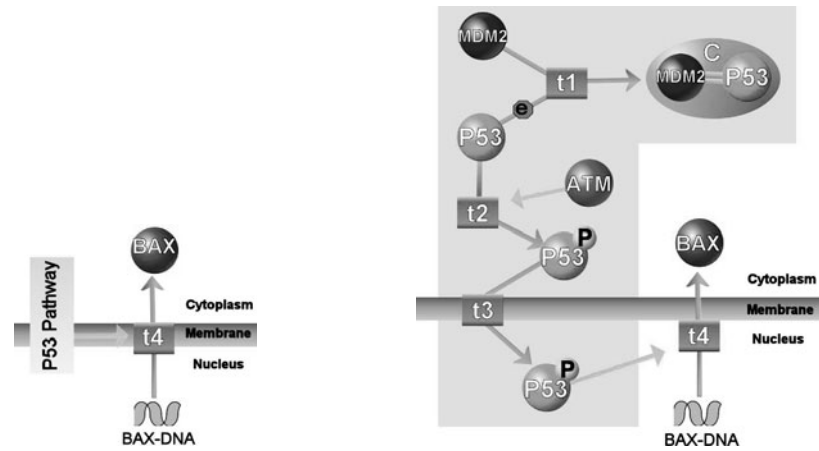 P53 Pathway
BAX
t4
Cytoplasm
Membrane
Nucleus
BAX-DNA
MDM2
t1
C
MDM2
P53
e
P53
t2
ATM
P53
P
t3
BAX
Cytoplasm
Membrane
Nucleus
t4
P53
P
BAX-DNA